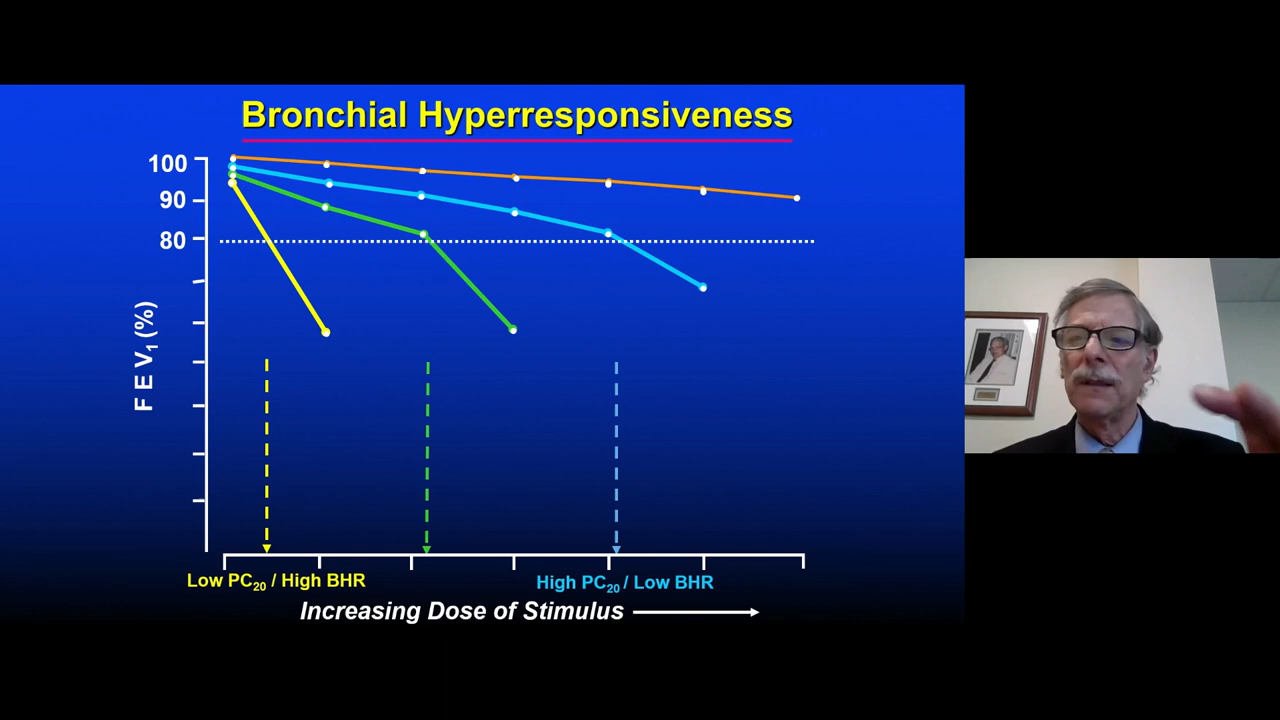 Bronchial Hyperresponsiveness
100
90
80
F E V1 (%)
Low PC20 / High BHR
High PC20 / Low BHR
Increasing Dose of Stimulus